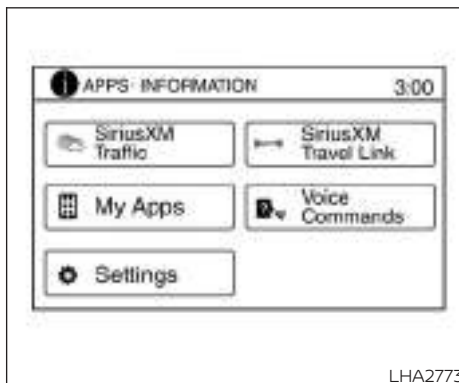 i APPS· INFORMATION 3:00
SiriusXM
Traffic
SiriusXM
Travel Link
My Apps
Voice
Commands
Settings
LHA2773